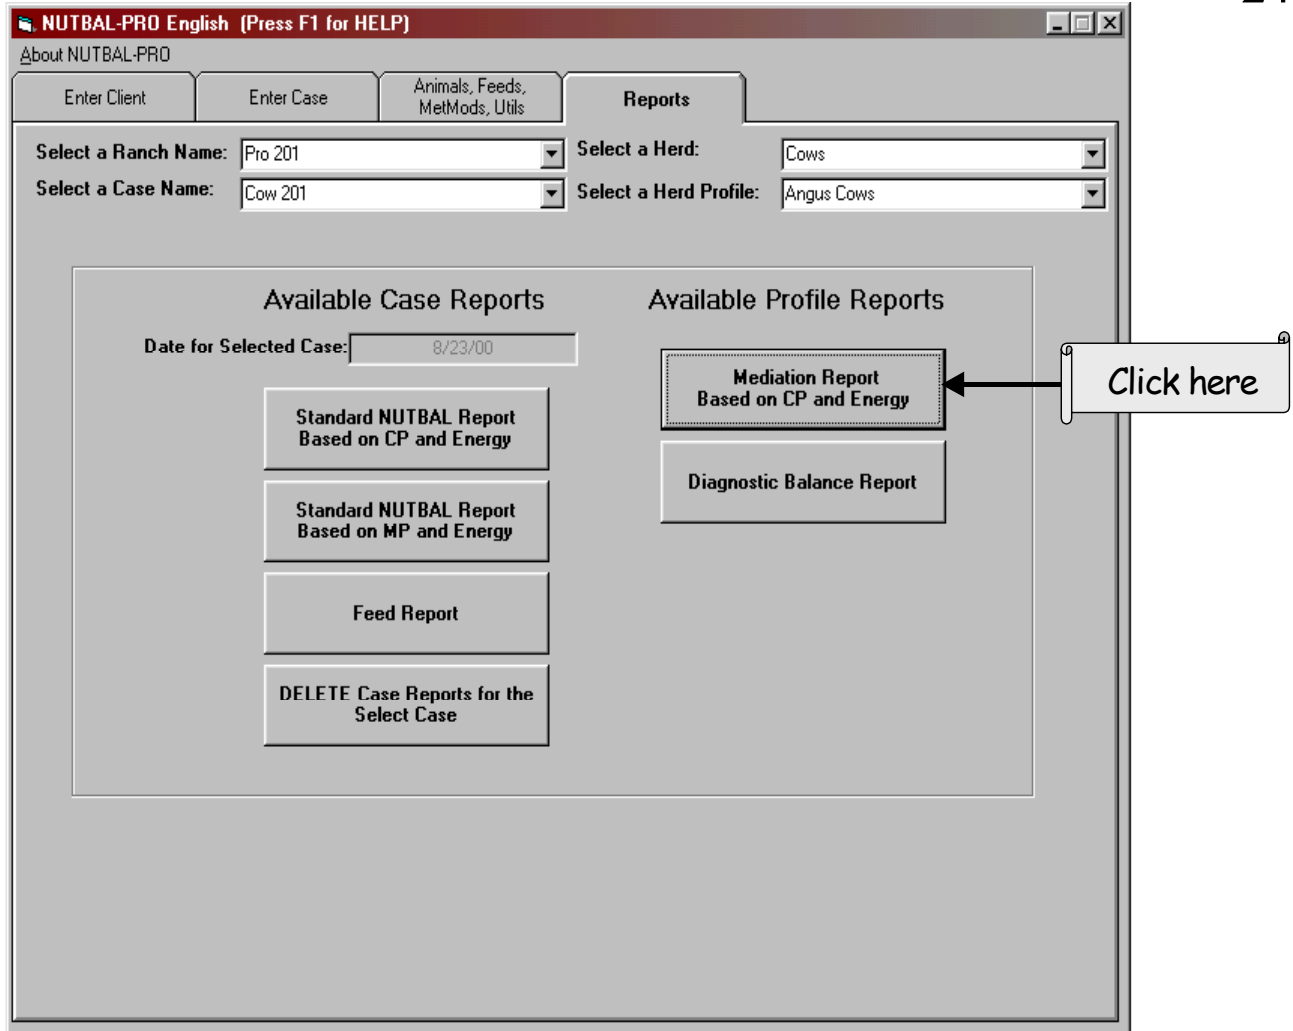 NUTBAL-PRO English (Press F1 for HELP)
About NUTBAL-PRO
Enter Client
Enter Case
Animals, Feeds,
MetMods, Utils
Reports
Select a Ranch Name: Pro 201
Select a Herd: Cows
Select a Case Name: Cow 201
Select a Herd Profile: Angus Cows
Available Case Reports
Date for Selected Case: 8/23/00
Standard NUTBAL Report
Based on CP and Energy
Standard NUTBAL Report
Based on MP and Energy
Feed Report
DELETE Case Reports for the
Select Case
Available Profile Reports
Mediation Report
Based on CP and Energy
Diagnostic Balance Report
Click here